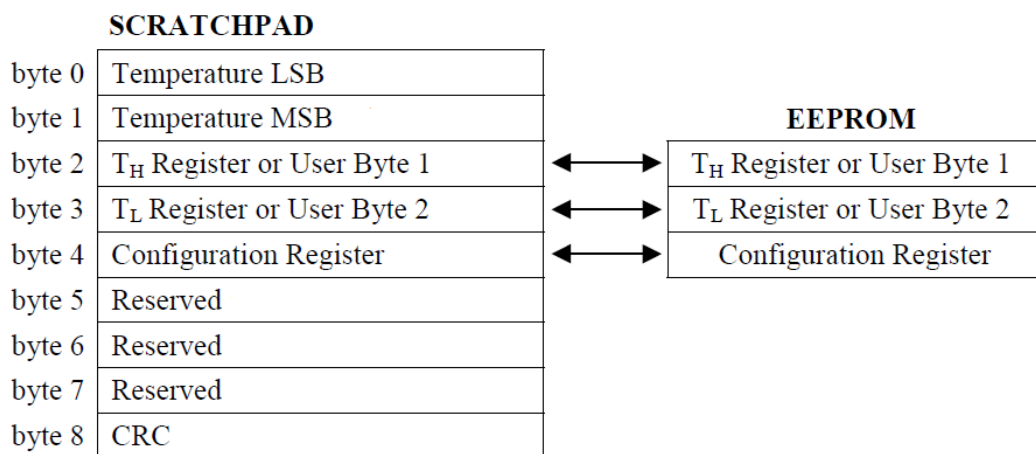 SCRATCHPAD
byte 0 Temperature LSB
byte 1 Temperature MSB
EEPROM
byte 2 TH Register or User Byte 1 TH Register or User Byte 1
byte 3 TL Register or User Byte 2 TL Register or User Byte 2
byte 4 Configuration Register Configuration Register
byte 5 Reserved
byte 6 Reserved
byte 7 Reserved
byte 8 CRC